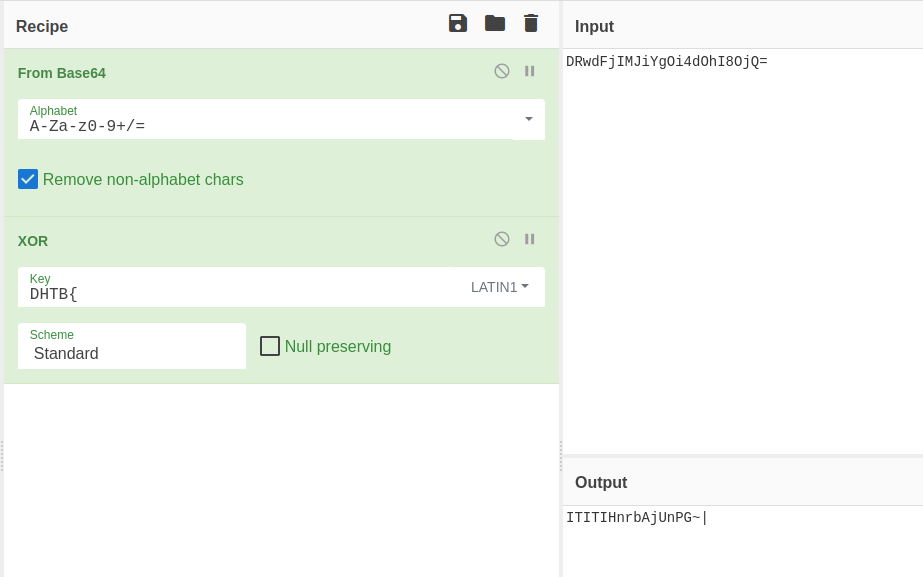 Recipe
From Base64
Alphabet
A-Za-z0-9+/=
Remove non-alphabet chars
XOR
Key
DHTB{
LATIN1
Scheme
Standard
Null preserving
Input
DRwdFjIMJiYgOi4dOhI8OjQ=
Output
ITITIHnrbAjUnPG~|